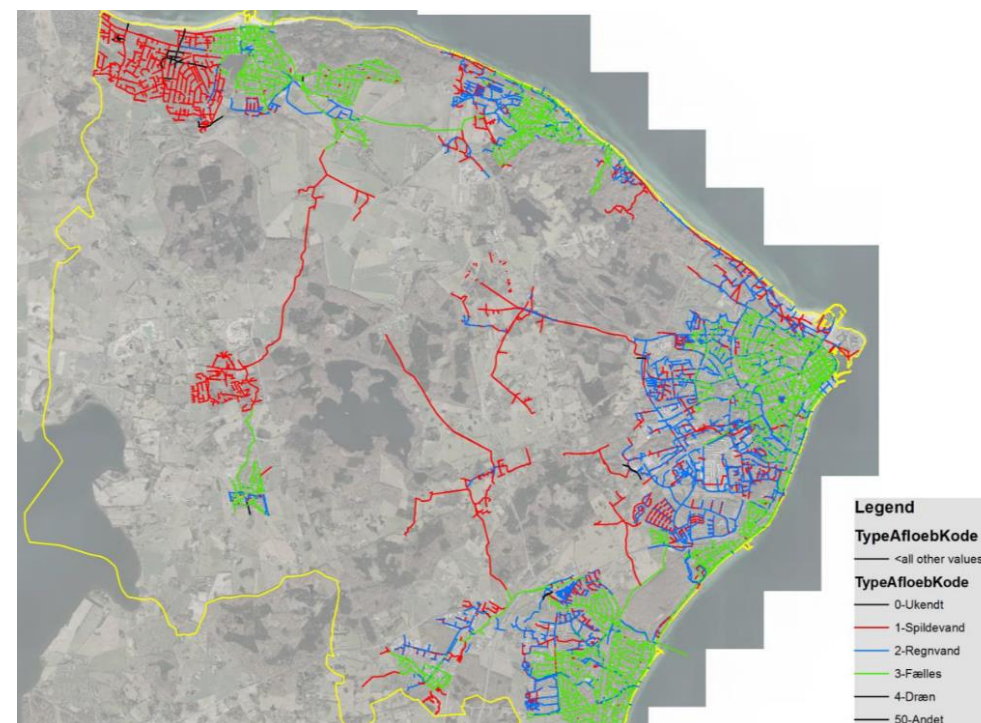 Legend
TypeAfloebKode
<all other values
TypeAfloebKode
0-Ukendt
1-Spildevand
2-Regnvand
3-Fælles
4-Dræn
50-Andet